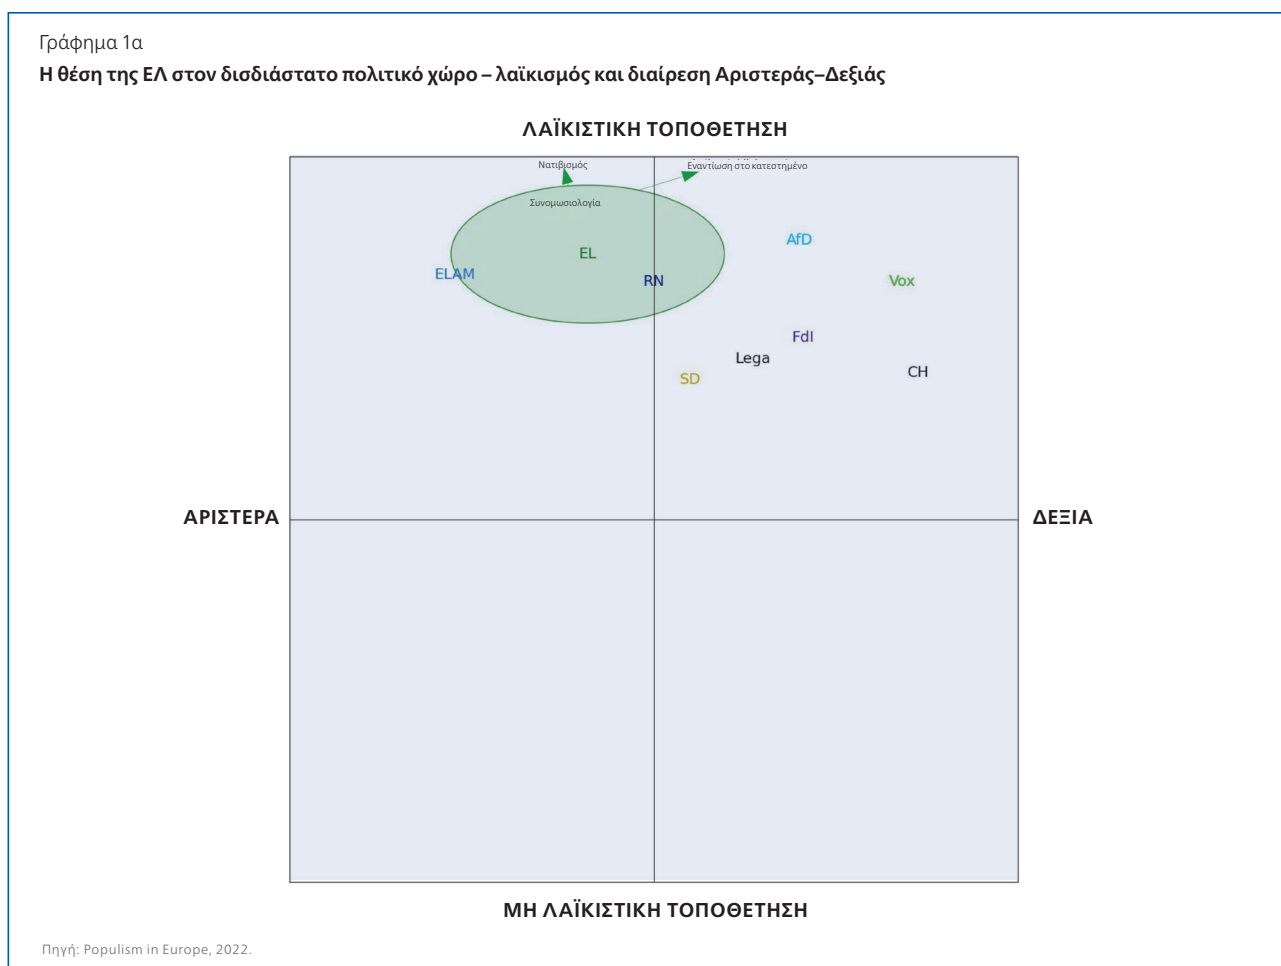 Γράφημα 1α
Η θέση της ΕΛ στον δισδιάστατο πολιτικό χώρο – λαϊκισμός και διαίρεση Αριστεράς–Δεξιάς
ΛΑΪΚΙΣΤΙΚΗ ΤΟΠΟΘΕΤΗΣΗ
Νατιβισμός
Εναντίωση στο κατεστημένο
Συνομωσιολογία
AfD
EL
ELAM
RN
Vox
FdI
Lega
CH
SD
ΑΡΙΣΤΕΡΑ
ΔΕΞΙΑ
ΜΗ ΛΑΪΚΙΣΤΙΚΗ ΤΟΠΟΘΕΤΗΣΗ
Πηγή: Populism in Europe, 2022.